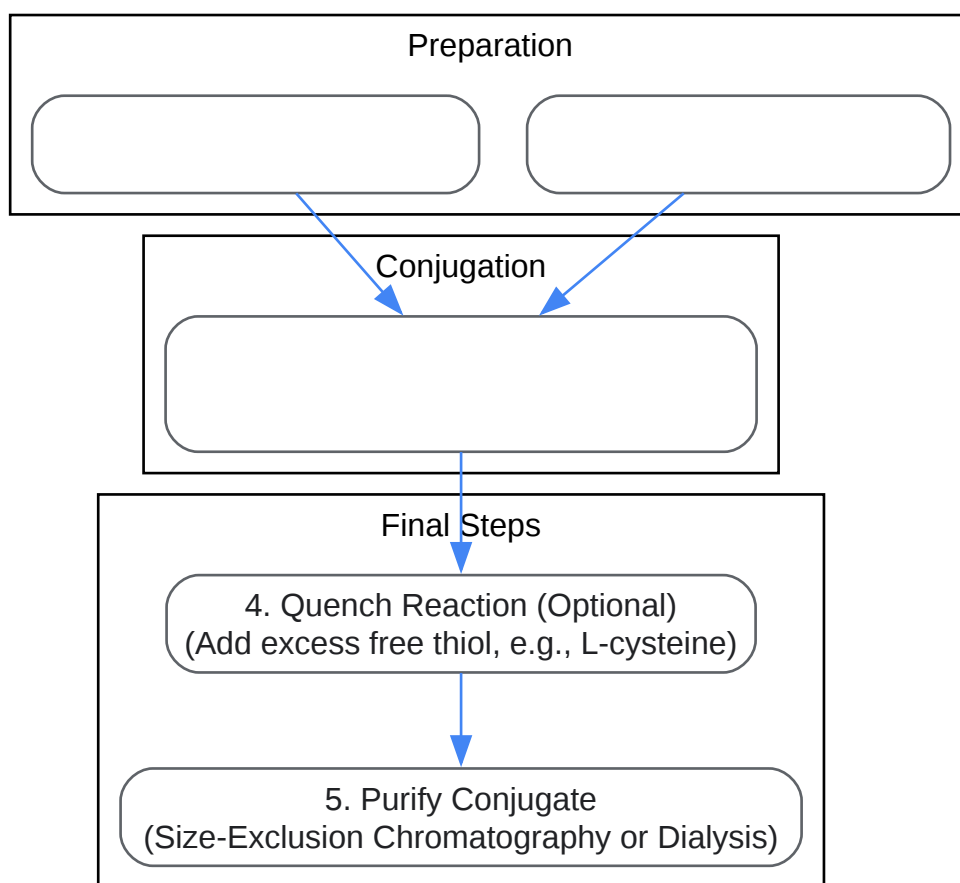 Preparation
Conjugation
Final Steps
4. Quench Reaction (Optional)
(Add excess free thiol, e.g., L-cysteine)
5. Purify Conjugate
(Size-Exclusion Chromatography or Dialysis)